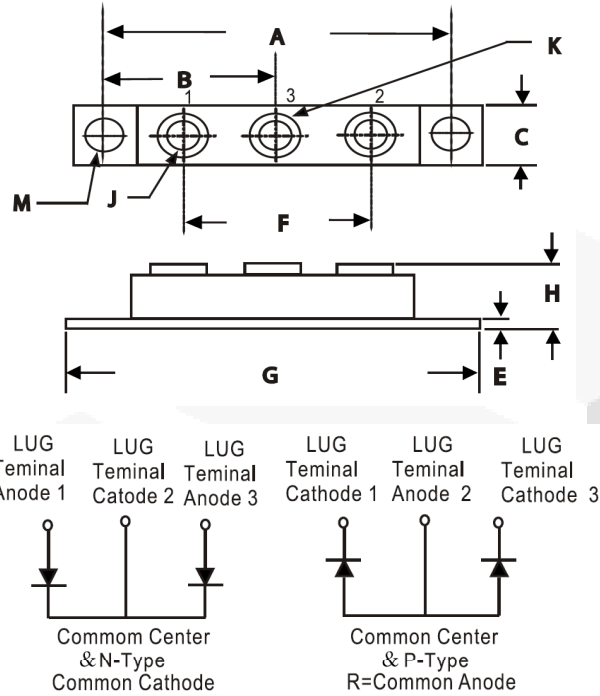 A
K
B
1
3
2
C
M
J
F
H
G
E
LUG
Teminal
Anode 1
LUG
Teminal
Catode 2
LUG
Teminal
Anode 3
LUG
Teminal
Cathode 1
LUG
Teminal
Anode 2
LUG
Teminal
Cathode 3
Commom Center
&N-Type
Common Cathode
Common Center
& P-Type
R=Common Anode